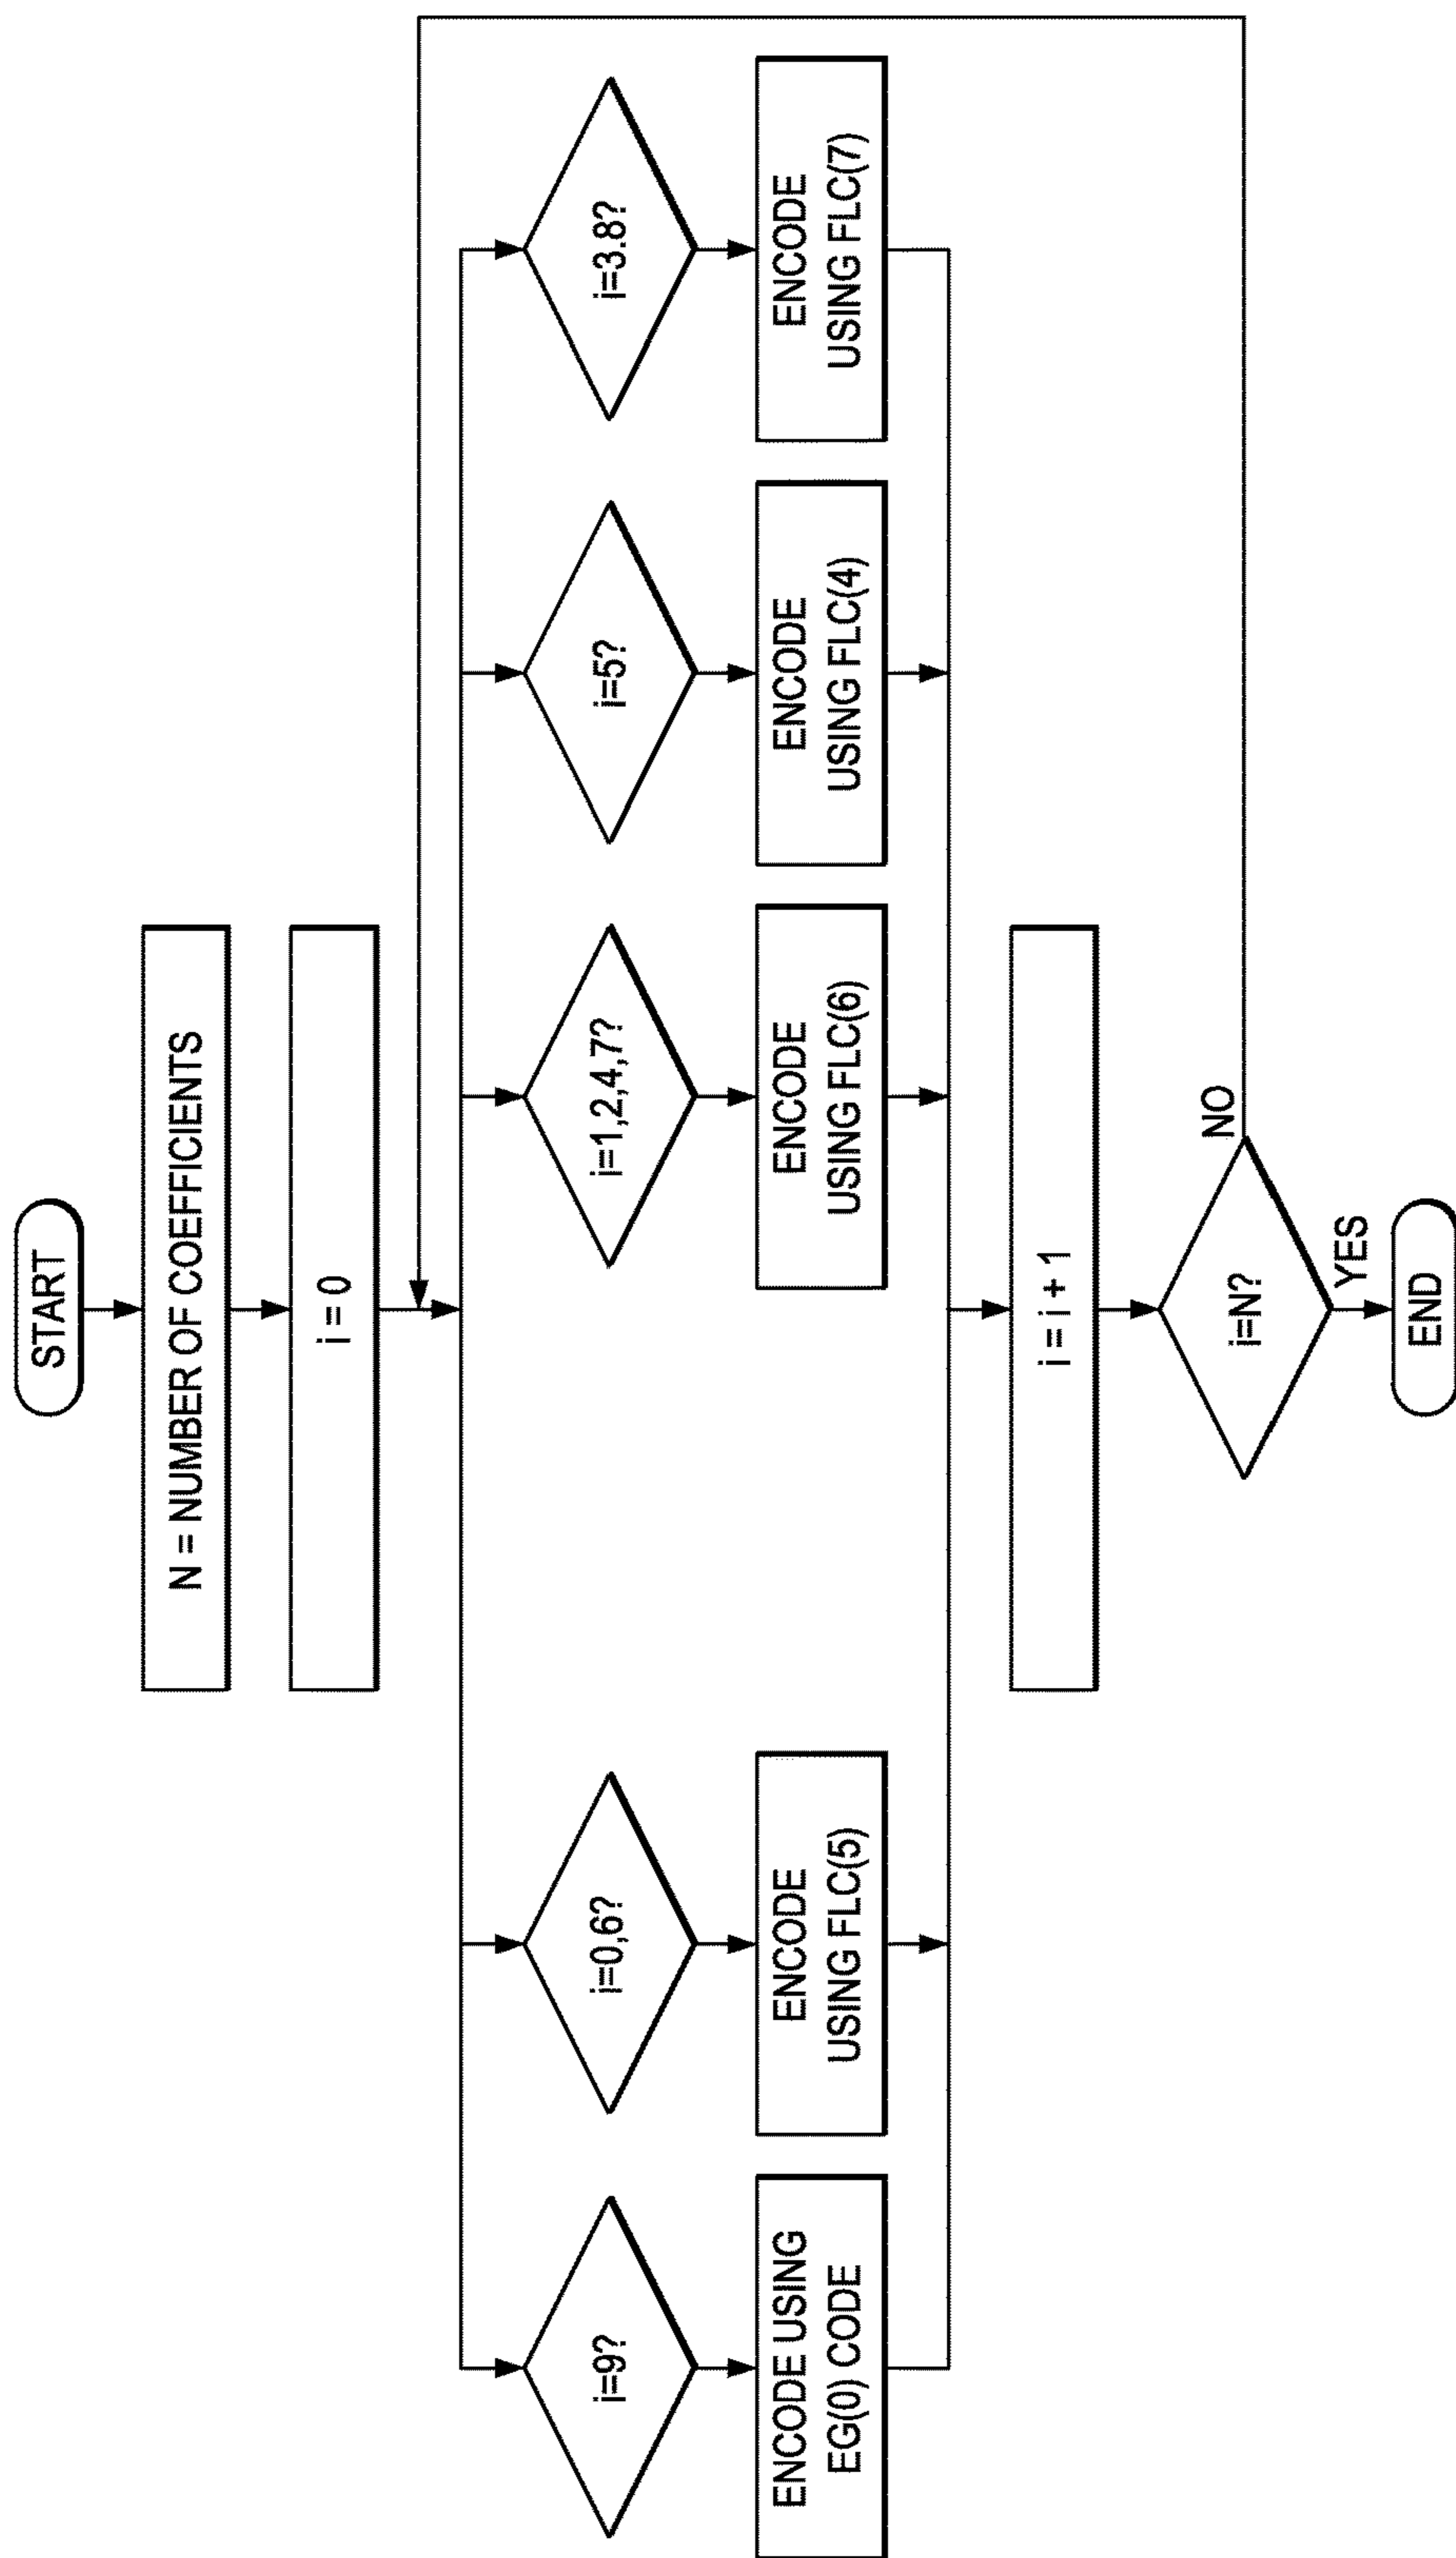 START
N = NUMBER OF COEFFICIENTS
i = 0
i=9?
i=0,6?
i=1,2,4,7?
i=5?
i=3.8?
ENCODE USING
EG(0) CODE
ENCODE
USING FLC(5)
ENCODE
USING FLC(6)
ENCODE
USING FLC(4)
ENCODE
USING FLC(7)
i = i + 1
i=N?
NO
YES
END